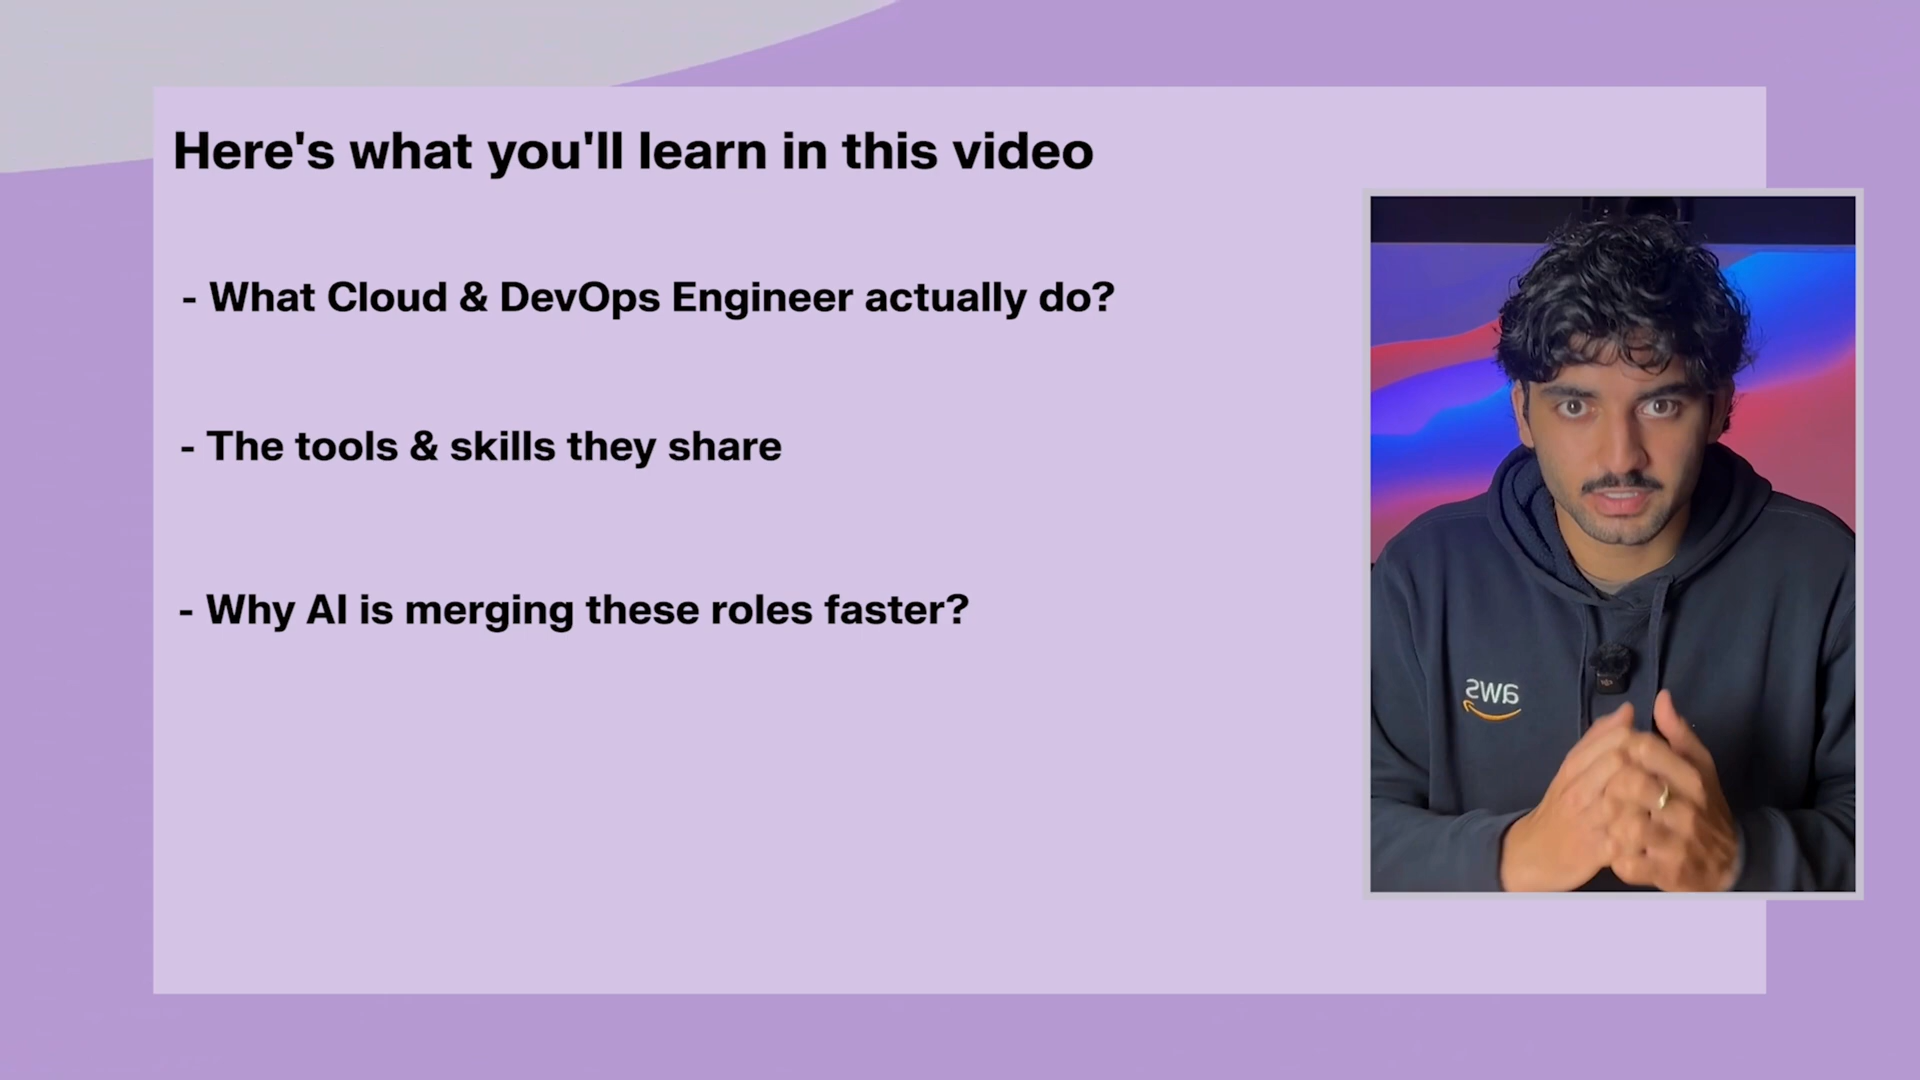 Here's what you'll learn in this video
- What Cloud & DevOps Engineer actually do?
- The tools & skills they share
- Why AI is merging these roles faster?
aws